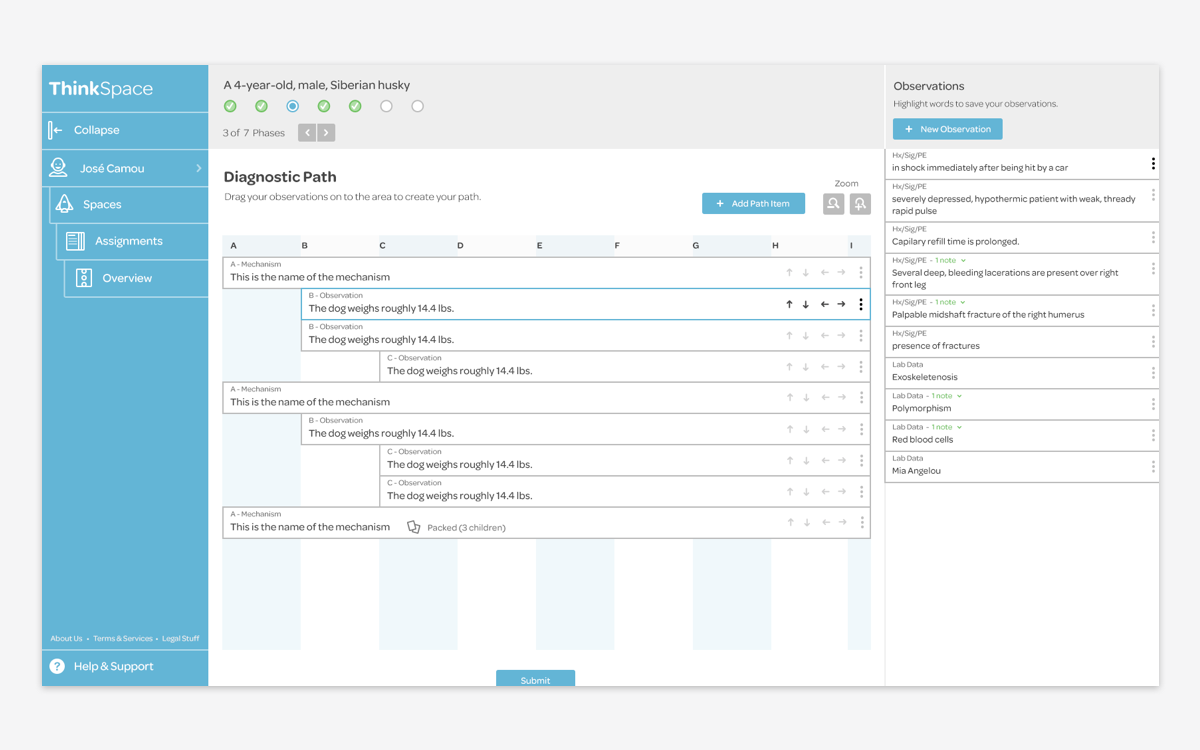 ThinkSpace
Collapse
José Camou
Spaces
Assignments
Overview
About Us • Terms & Services • Legal Stuff
? Help & Support
A 4-year-old, male, Siberian husky
3 of 7 Phases
Diagnostic Path
Drag your observations on to the area to create your path.
+ Add Path Item
Zoom
A B C D E F G H I
A - Mechanism
This is the name of the mechanism
B - Observation
The dog weighs roughly 14.4 lbs.
B - Observation
The dog weighs roughly 14.4 lbs.
C - Observation
The dog weighs roughly 14.4 lbs.
A - Mechanism
This is the name of the mechanism
B - Observation
The dog weighs roughly 14.4 lbs.
C - Observation
The dog weighs roughly 14.4 lbs.
C - Observation
The dog weighs roughly 14.4 lbs.
A - Mechanism
This is the name of the mechanism Packed (3 children)
Submit
Observations
Highlight words to save your observations.
+ New Observation
Hx/Sig/PE
in shock immediately after being hit by a car
Hx/Sig/PE
severely depressed, hypothermic patient with weak, thready
rapid pulse
Hx/Sig/PE
Capilary refill time is prolonged.
Hx/Sig/PE - 1 note
Several deep, bleeding lacerations are present over right
front leg
Hx/Sig/PE - 1 note
Palpable midshaft fracture of the right humerus
Hx/Sig/PE
presence of fractures
Lab Data
Exoskeletenosis
Lab Data - 1 note
Polymorphism
Lab Data - 1 note
Red blood cells
Lab Data
Mia Angelou